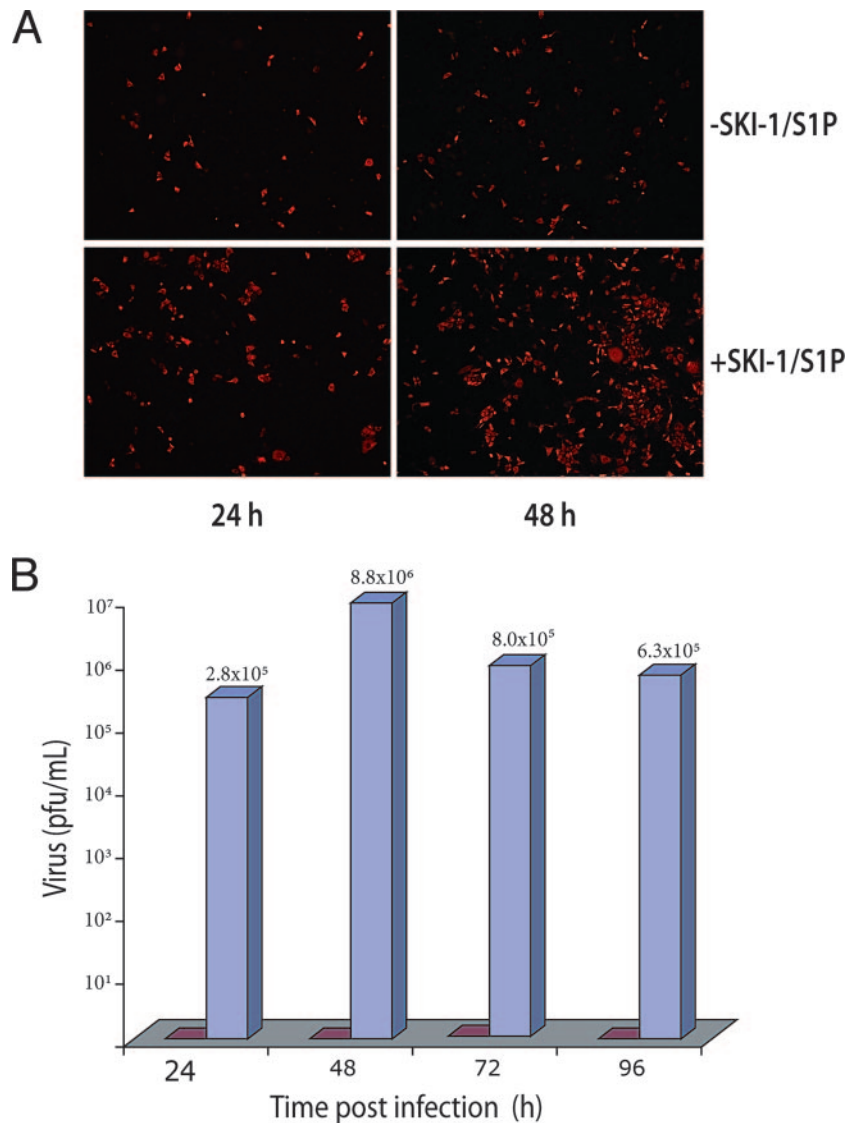 A
-SKI-1/S1P
+SKI-1/S1P
24 h 48 h
B
Virus (pfu/mL)
10⁷
10⁶
10⁵
10⁴
10³
10²
10¹
2.8x10⁵
8.8x10⁶
8.0x10⁵
6.3x10⁵
24 48 72 96
Time post infection (h)